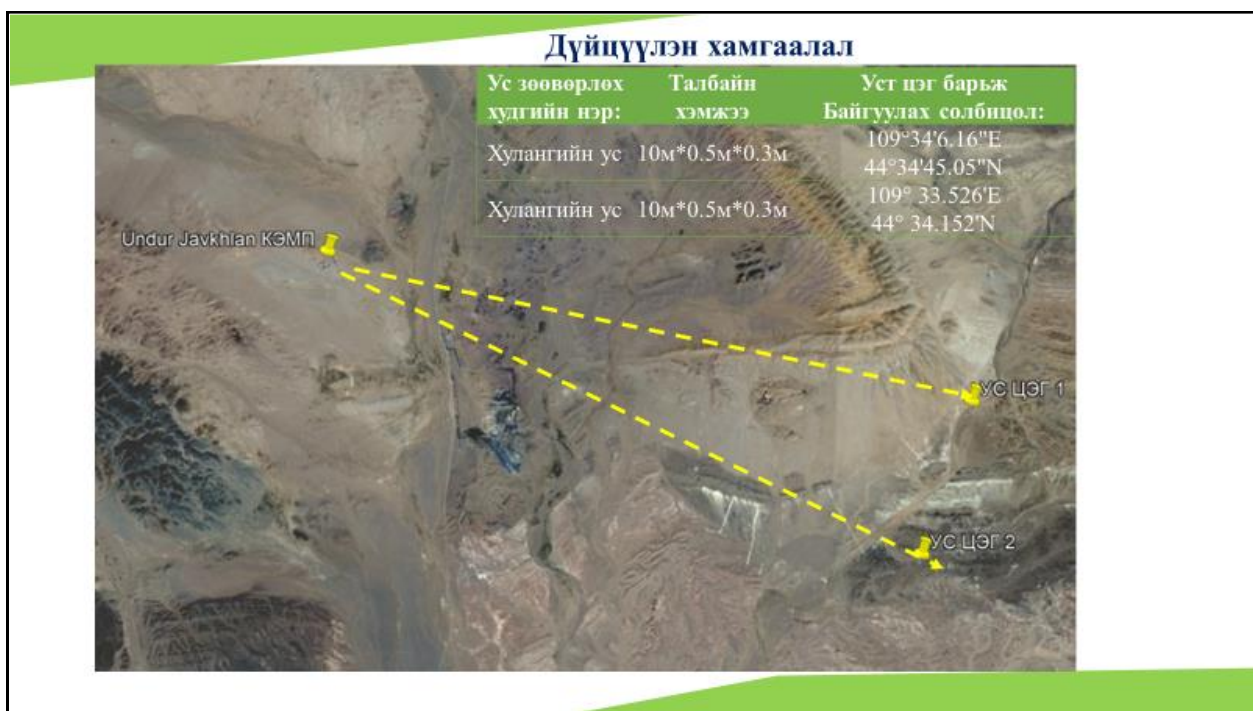 Дүйцүүлэн хамгаалал
Ус зөөвөрлөх Талбайн Уст цэг барьж
худгийн нэр: хэмжээ Байгуулах солбицол:
Хулангийн ус 10м*0.5м*0.3м 109°34'6.16"E
44°34'45.05"N
Хулангийн ус 10м*0.5м*0.3м 109° 33.526'E
44° 34.152'N
Undur Javkhlan КЭМП
УС ЦЭГ 1
УС ЦЭГ 2